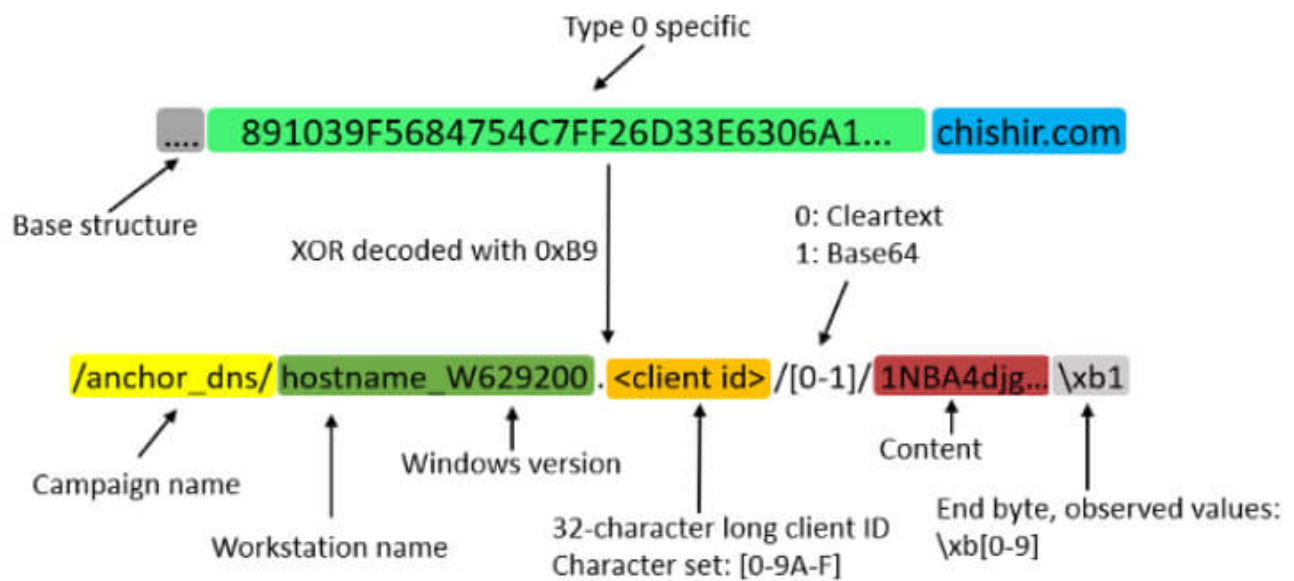 Type 0 specific
.... 891039F5684754C7FF26D33E6306A1... chishir.com
Base structure
XOR decoded with 0xB9
0: Cleartext
1: Base64
/anchor_dns/ hostname_W629200 . <client id> /[0-1]/ 1NBA4djg... \xb1
Campaign name
Workstation name
Windows version
32-character long client ID
Character set: [0-9A-F]
Content
End byte, observed values:
\xb[0-9]